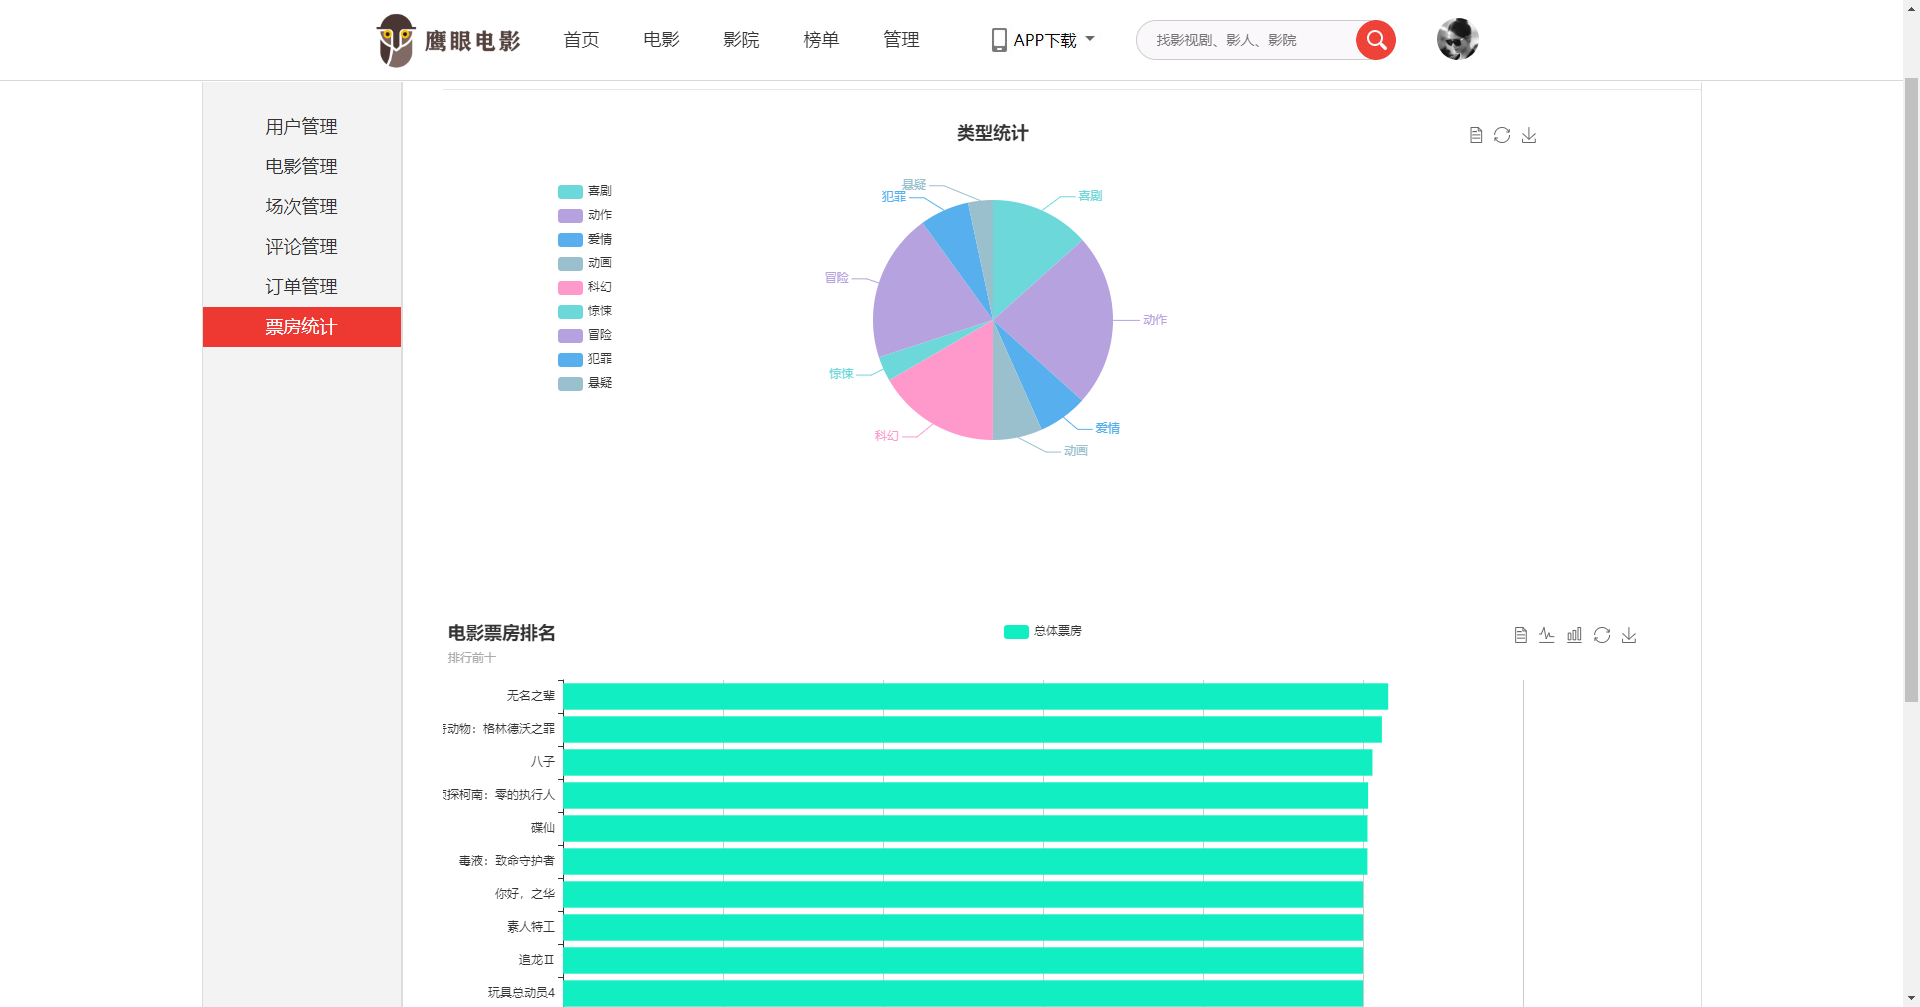 鹰眼电影
首页
电影
影院
榜单
管理
APP下载
找影视剧、影人、影院
用户管理
电影管理
场次管理
评论管理
订单管理
票房统计
类型统计
喜剧
动作
爱情
动画
科幻
惊悚
冒险
犯罪
悬疑
悬疑
犯罪
喜剧
冒险
动作
惊悚
科幻
爱情
动画
电影票房排名
排行前十
总体票房
无名之辈
动物：格林德沃之罪
八子
探柯南：零的执行人
碟仙
毒液：致命守护者
你好，之华
素人特工
追龙Ⅱ
玩具总动员4